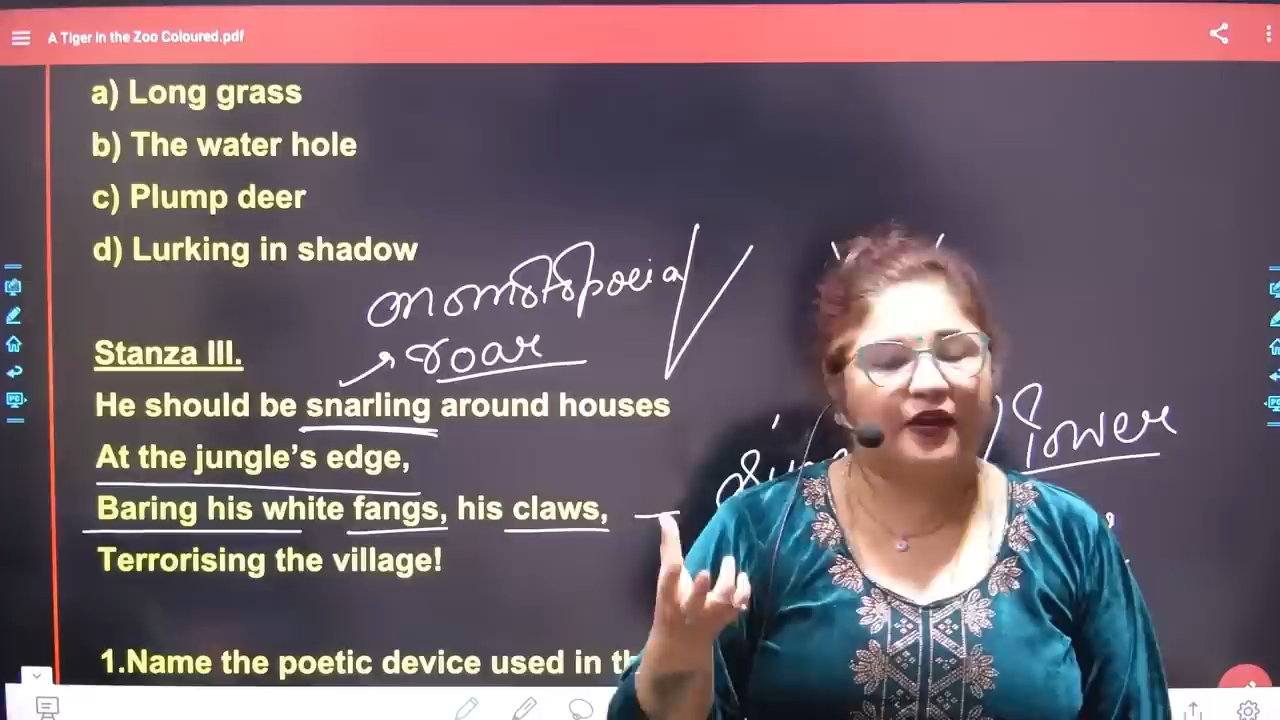 A Tiger in the Zoo Coloured.pdf
a) Long grass
b) The water hole
c) Plump deer
d) Lurking in shadow
onomotopoeia
Stanza III.
roar
He should be snarling around houses
Power
At the jungle's edge,
Baring his white fangs, his claws,
Terrorising the village!
1.Name the poetic device used in th